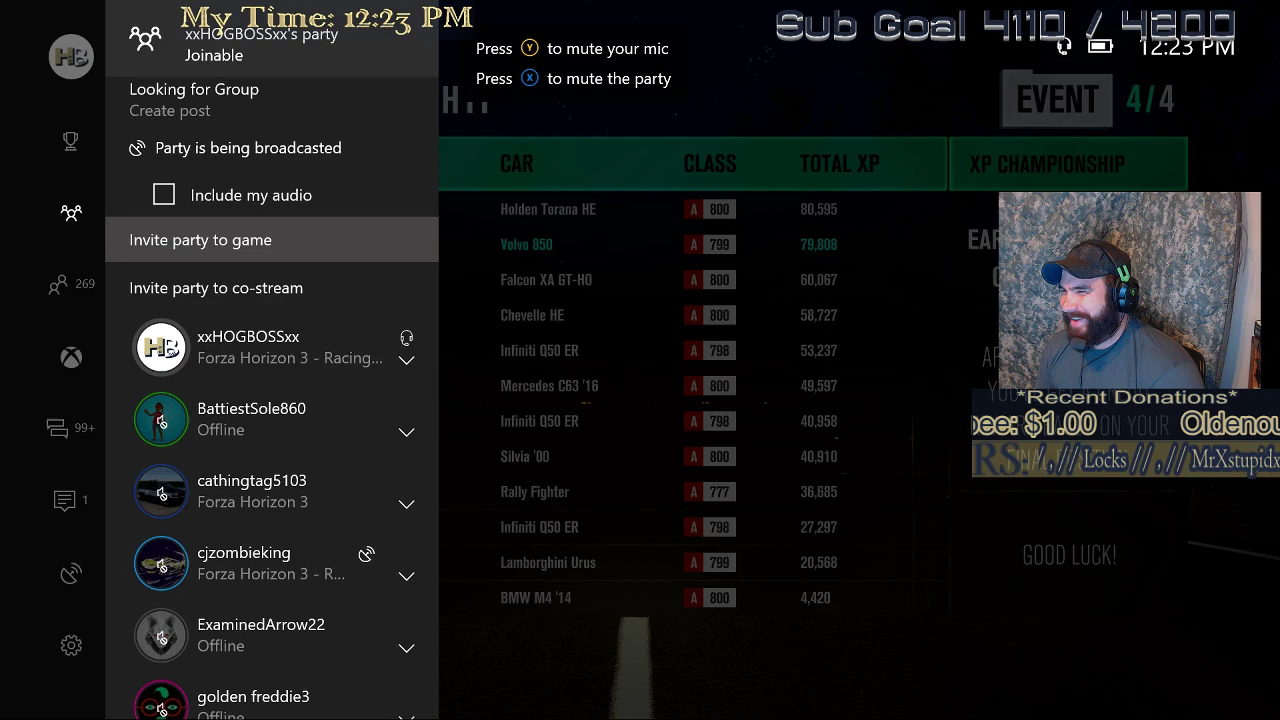 My Time: 12:23 PM
Sub Goal 4110 / 4200
12:23 PM
HB
xxHOGBOSSxx's party
Joinable
Press Y to mute your mic
Press X to mute the party
Looking for Group
Create post
Party is being broadcasted
Include my audio
Invite party to game
Invite party to co-stream
269
99+
1
HB
xxHOGBOSSxx
Forza Horizon 3 - Racing...
BattiestSole860
Offline
cathingtag5103
Forza Horizon 3
cjzombieking
Forza Horizon 3 - R...
ExaminedArrow22
Offline
golden freddie3
Offline
EVENT 4/4
CAR CLASS TOTAL XP XP CHAMPIONSHIP
Holden Torana HE A 800 80,595
Volvo 850 A 799 79,808
Falcon XA GT-HO A 800 60,067
Chevelle HE A 800 58,727
Infiniti Q50 ER A 798 53,237
Mercedes C63 '16 A 800 49,597
Infiniti Q50 ER A 798 40,958
Silvia '00 A 800 40,910
Rally Fighter A 777 36,685
Infiniti Q50 ER A 798 27,297
Lamborghini Urus A 799 20,568
BMW M4 '14 A 800 4,420
*Recent Donations*
bee: $1.00 Oldenou
RS: , // Locks // , // MrXstupidx
GOOD LUCK!